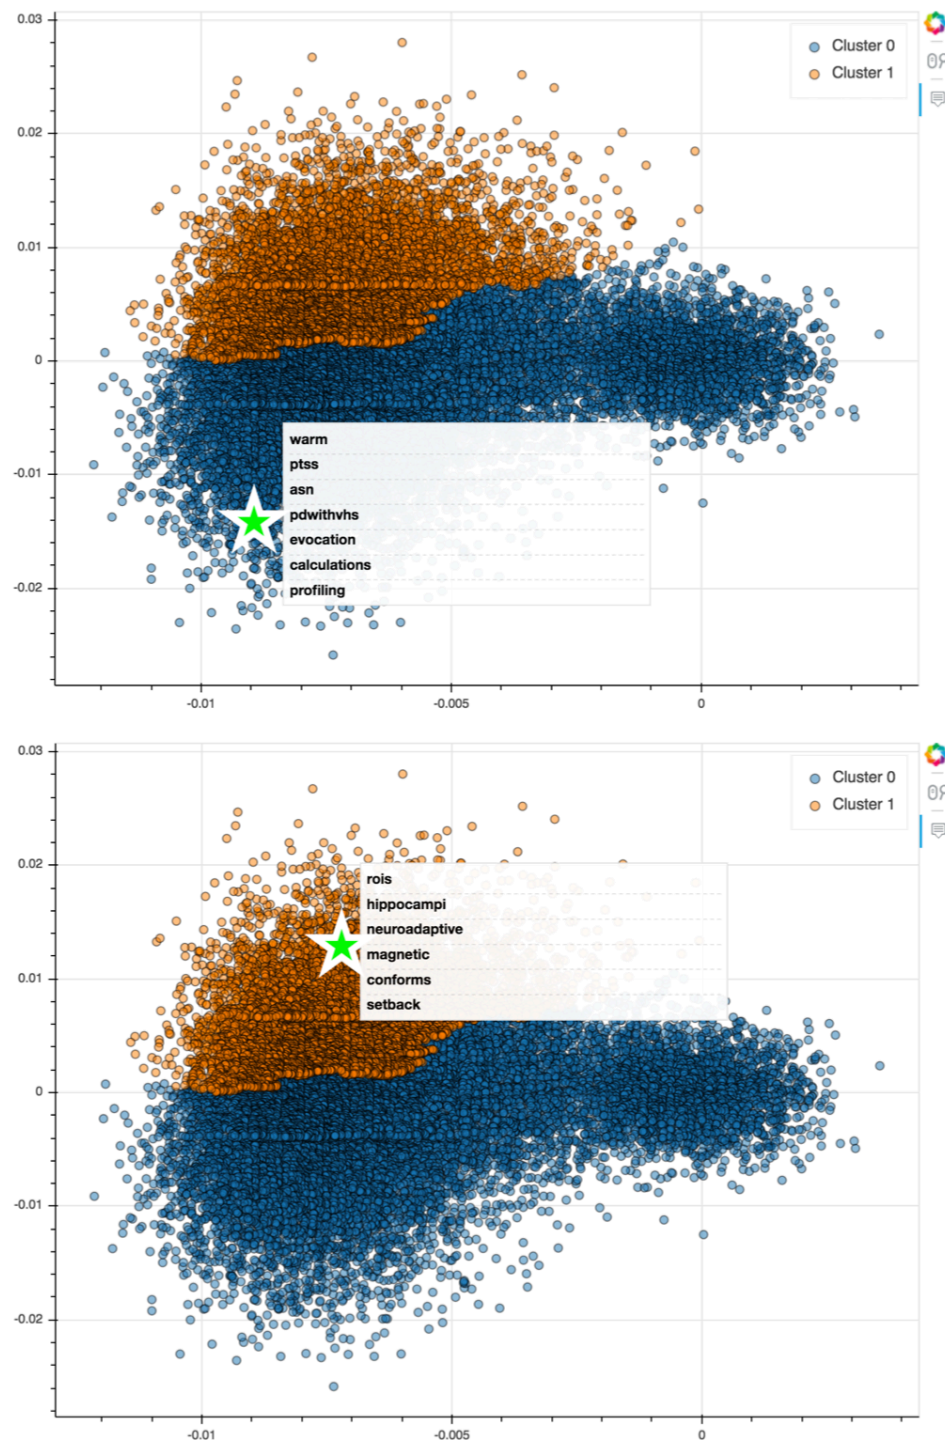 0.03
Cluster 0
Cluster 1
0.02
0.01
0
warm
ptss
-0.01
asn
pdwithvhs
evocation
calculations
-0.02
profiling
-0.01
-0.005
0
0.03
Cluster 0
Cluster 1
0.02
rois
hippocampi
neuroadaptive
magnetic
0.01
conforms
setback
0
-0.01
-0.02
-0.01
-0.005
0